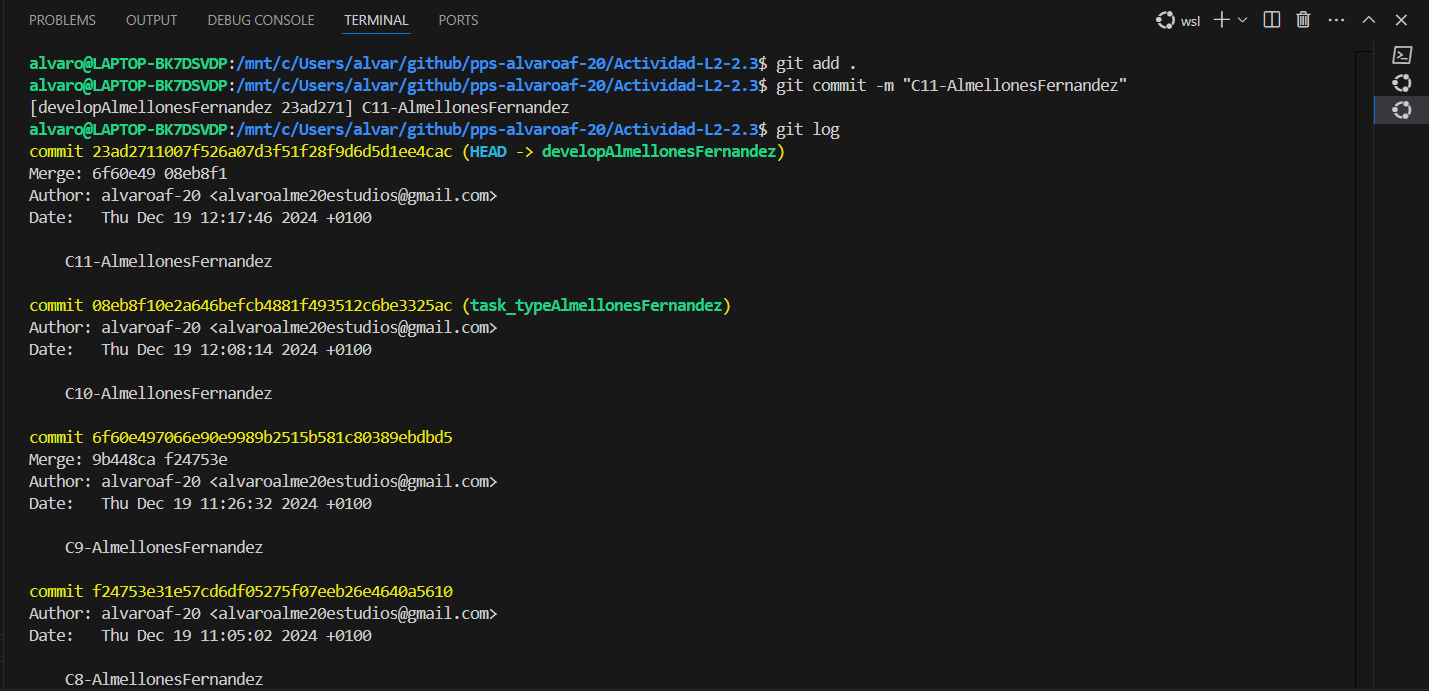 PROBLEMS OUTPUT DEBUG CONSOLE TERMINAL PORTS wsl
alvaro@LAPTOP-BK7DSVDP:/mnt/c/Users/alvar/github/pps-alvaroaf-20/Actividad-L2-2.3$ git add .
alvaro@LAPTOP-BK7DSVDP:/mnt/c/Users/alvar/github/pps-alvaroaf-20/Actividad-L2-2.3$ git commit -m "C11-AlmellonesFernandez"
[developAlmellonesFernandez 23ad271] C11-AlmellonesFernandez
alvaro@LAPTOP-BK7DSVDP:/mnt/c/Users/alvar/github/pps-alvaroaf-20/Actividad-L2-2.3$ git log
commit 23ad2711007f526a07d3f51f28f9d6d5d1ee4cac (HEAD -> developAlmellonesFernandez)
Merge: 6f60e49 08eb8f1
Author: alvaroaf-20 <alvaroalme20estudios@gmail.com>
Date:   Thu Dec 19 12:17:46 2024 +0100

    C11-AlmellonesFernandez

commit 08eb8f10e2a646befcb4881f493512c6be3325ac (task_typeAlmellonesFernandez)
Author: alvaroaf-20 <alvaroalme20estudios@gmail.com>
Date:   Thu Dec 19 12:08:14 2024 +0100

    C10-AlmellonesFernandez

commit 6f60e497066e90e9989b2515b581c80389ebdbd5
Merge: 9b448ca f24753e
Author: alvaroaf-20 <alvaroalme20estudios@gmail.com>
Date:   Thu Dec 19 11:26:32 2024 +0100

    C9-AlmellonesFernandez

commit f24753e31e57cd6df05275f07eeb26e4640a5610
Author: alvaroaf-20 <alvaroalme20estudios@gmail.com>
Date:   Thu Dec 19 11:05:02 2024 +0100

    C8-AlmellonesFernandez